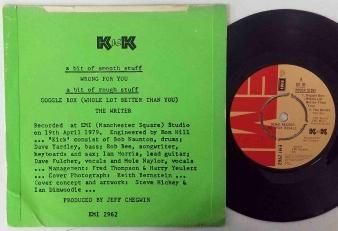 K joe K
a bit of smooth stuff
WRONG FOR YOU
a bit of rough stuff
GOGGLE BOX (WHOLE LOT BETTER THAN YOU)
THE WRITER
Recorded at EMI (Manchester Square) Studio
on 19th April 1979. Engineered by Ron Hill
... 'Kick' consist of Bob Saunton, drums;
Dave Yardley, bass; Rob Bee, songwriter,
keyboards and sax; Ian Morris, lead guitar;
Dave Fulcher, vocals and Mole Naylor, vocals
... Management: Fred Thompson & Harry Yeulett
... Cover Photograph: Keith Bernstein ...
Cover concept and artwork: Steve Hickey &
Ian Dinwoodie ...
PRODUCED BY JEFF CHEGWIN
EMI 2962
EMI
EMI 2962